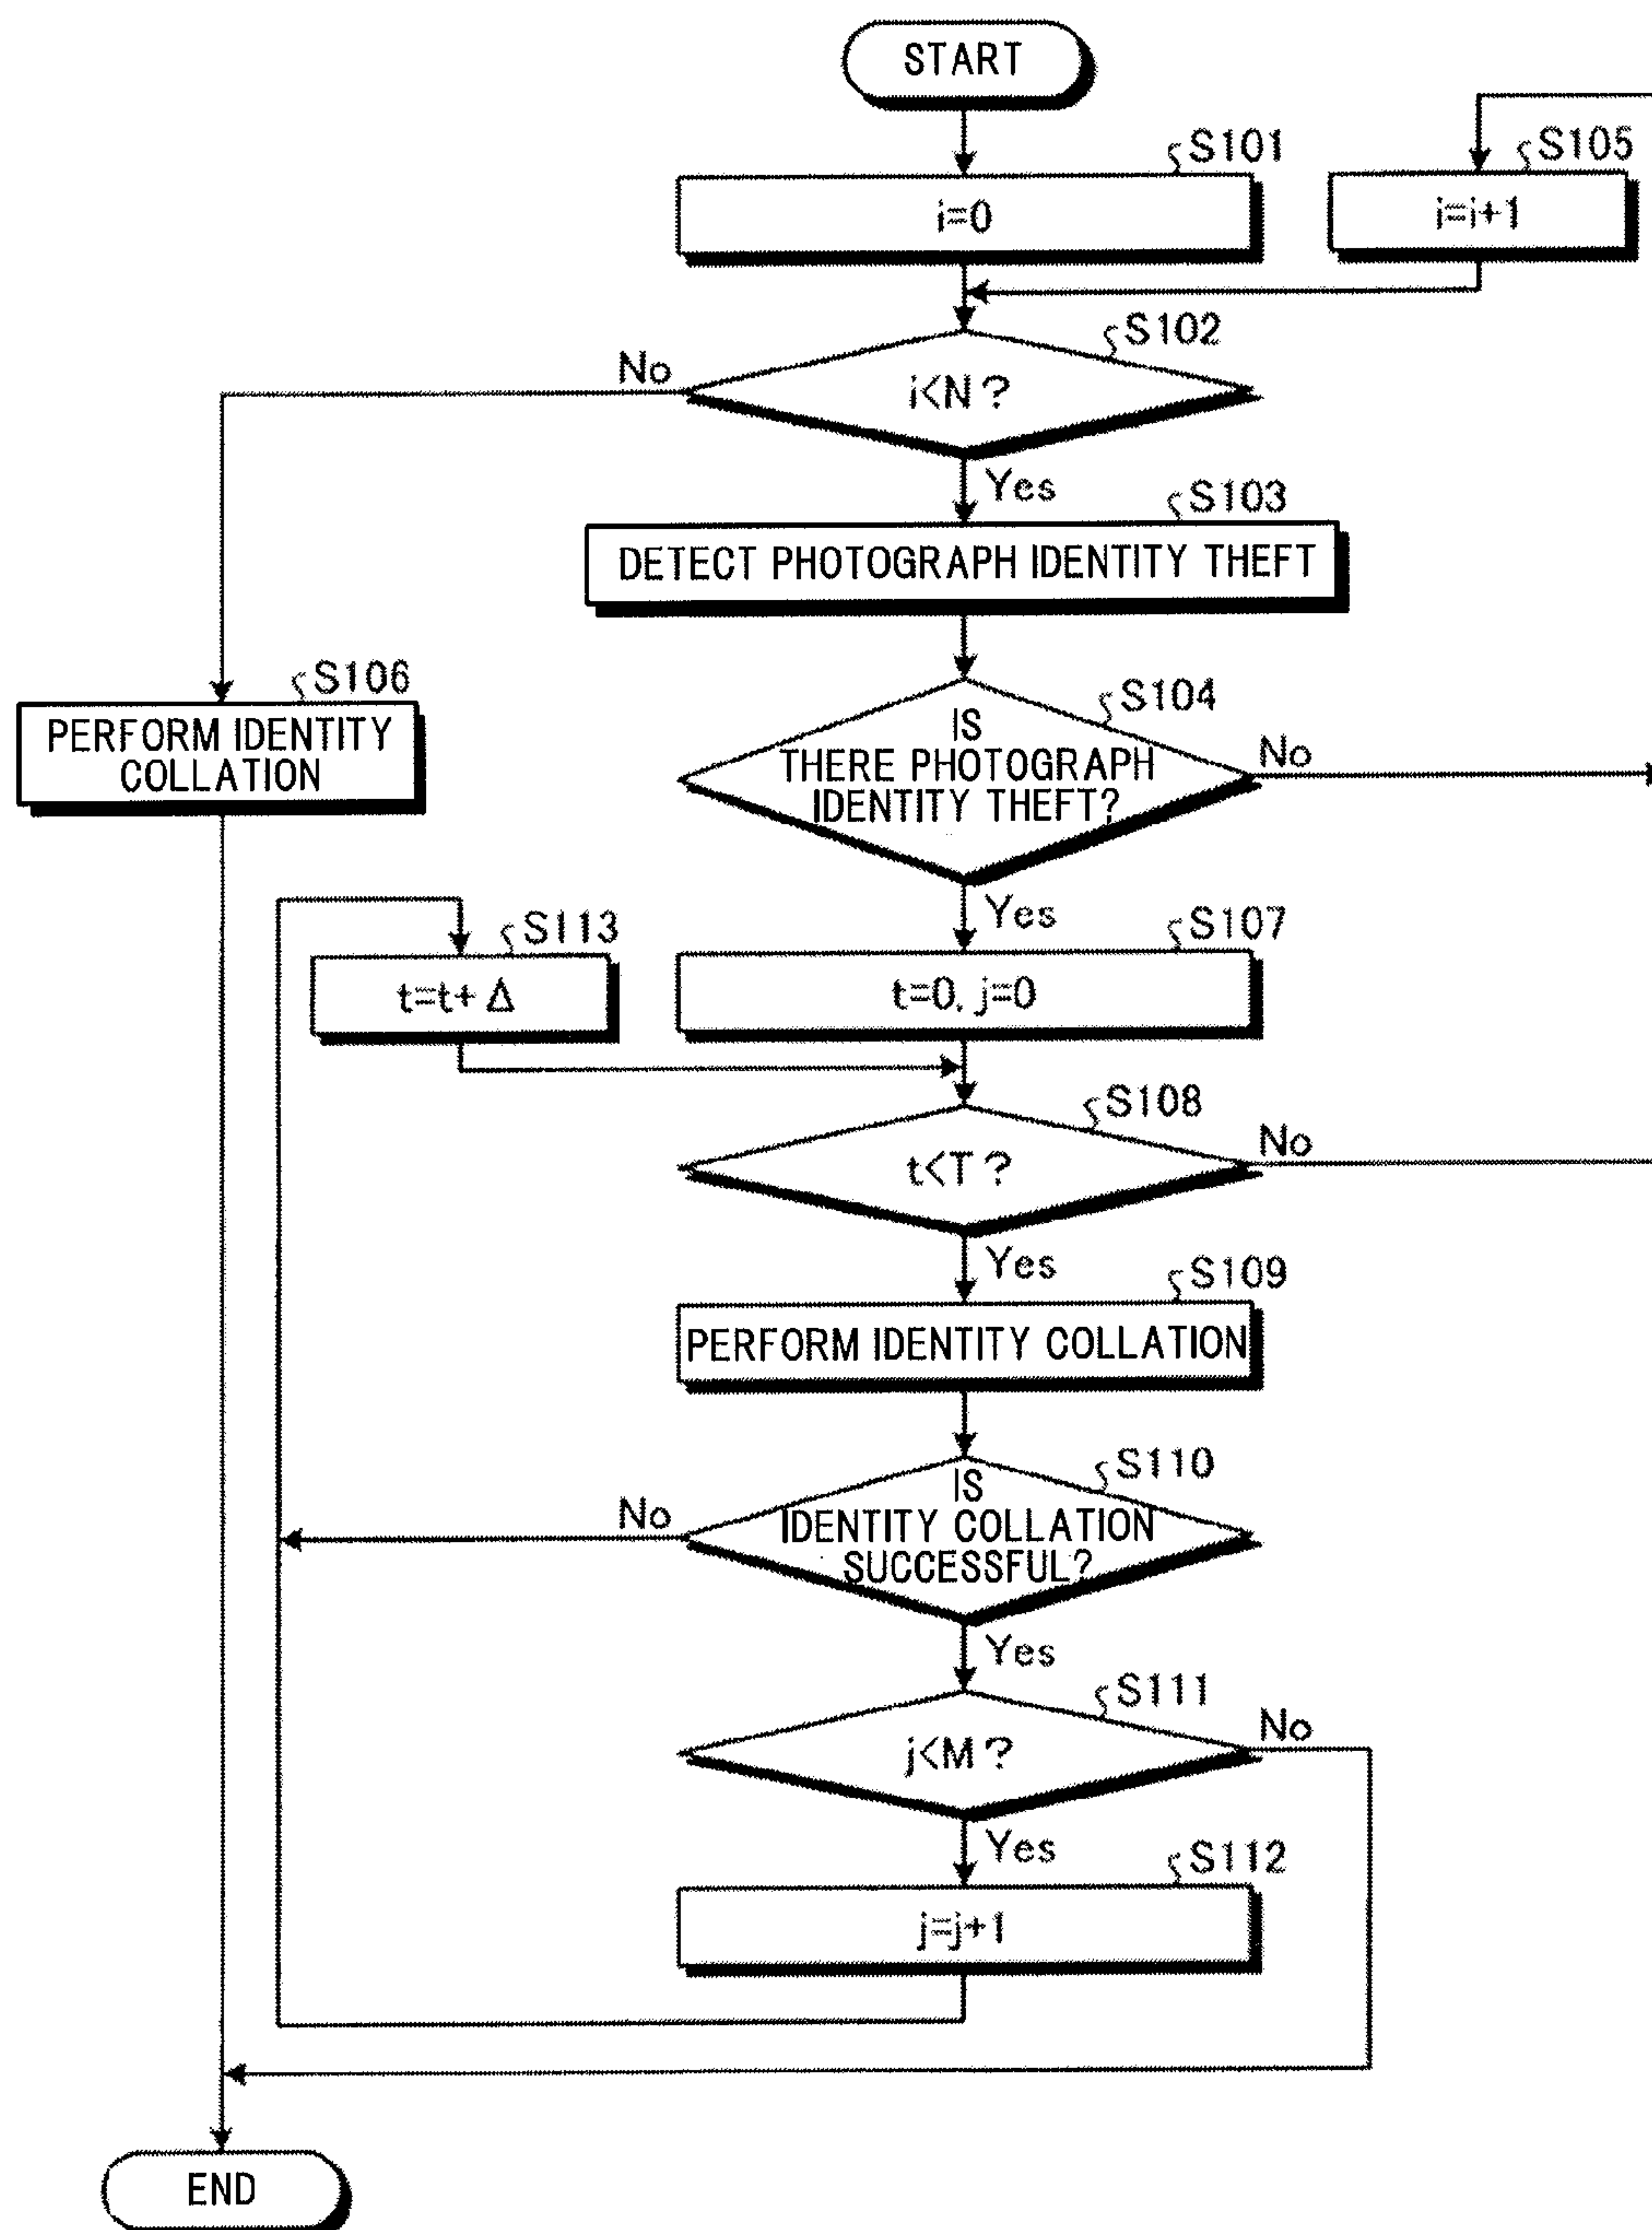 START
S101
i=0
S105
i=i+1
S102
i<N?
No
Yes
S103
DETECT PHOTOGRAPH IDENTITY THEFT
S106
PERFORM IDENTITY
COLLATION
S104
IS
THERE PHOTOGRAPH
IDENTITY THEFT?
No
Yes
S113
t=t+Δ
S107
t=0, j=0
S108
t<T?
No
Yes
S109
PERFORM IDENTITY COLLATION
S110
IS
IDENTITY COLLATION
SUCCESSFUL?
No
Yes
S111
j<M?
No
Yes
S112
j=j+1
END